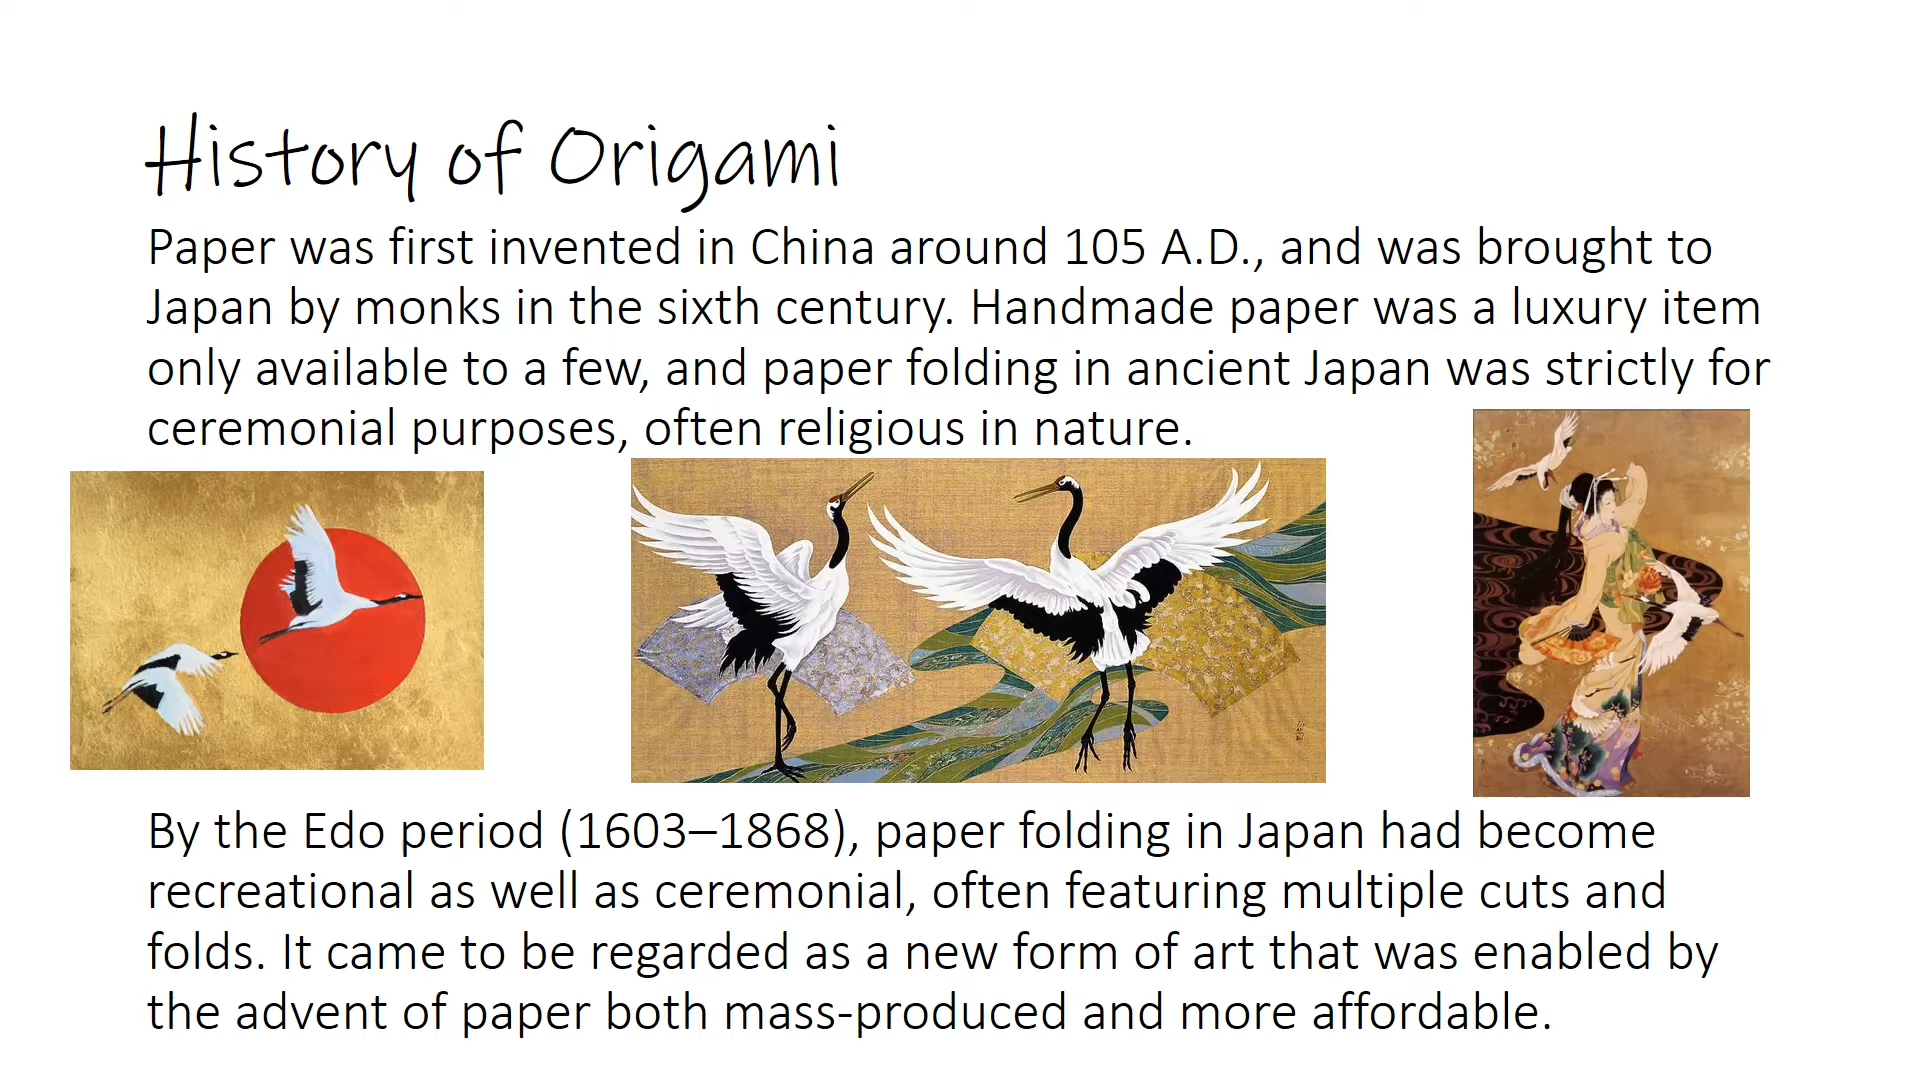 History of Origami
Paper was first invented in China around 105 A.D., and was brought to
Japan by monks in the sixth century. Handmade paper was a luxury item
only available to a few, and paper folding in ancient Japan was strictly for
ceremonial purposes, often religious in nature.
By the Edo period (1603–1868), paper folding in Japan had become
recreational as well as ceremonial, often featuring multiple cuts and
folds. It came to be regarded as a new form of art that was enabled by
the advent of paper both mass-produced and more affordable.